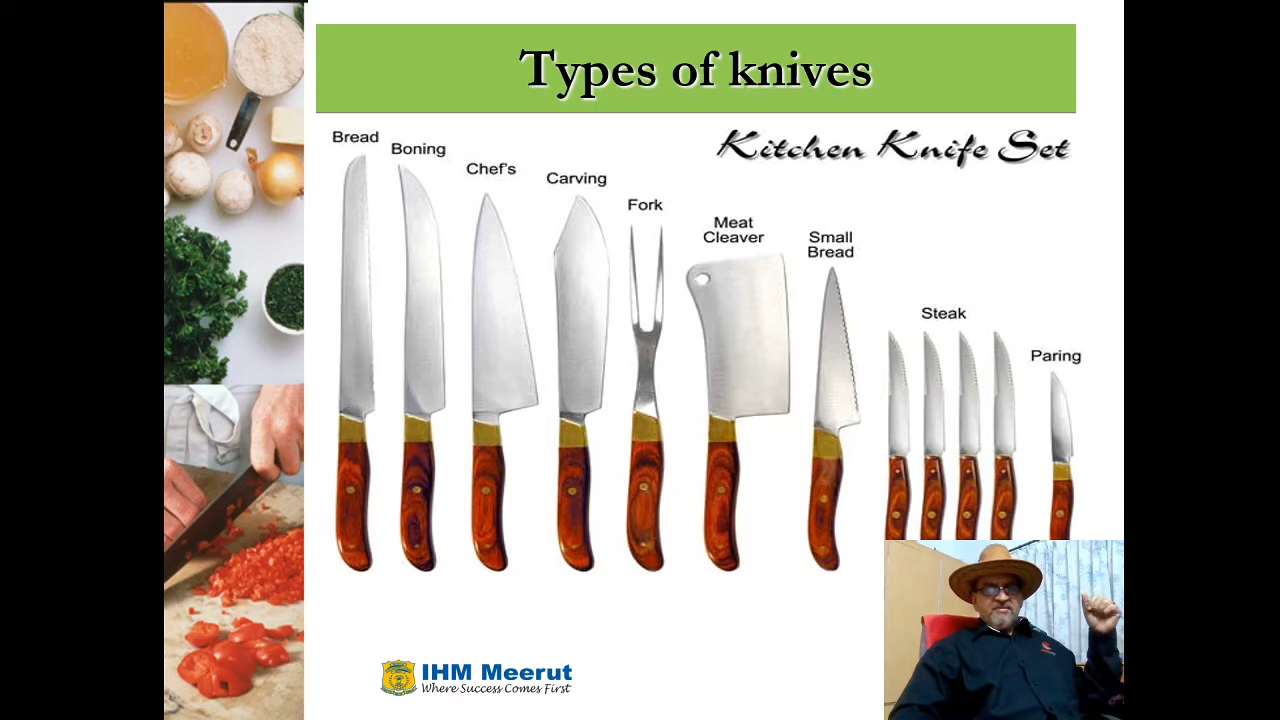 Types of knives
Kitchen Knife Set
Bread
Boning
Chef's
Carving
Fork
Meat
Cleaver
Small
Bread
Steak
Paring
IHM Meerut
Where Success Comes First